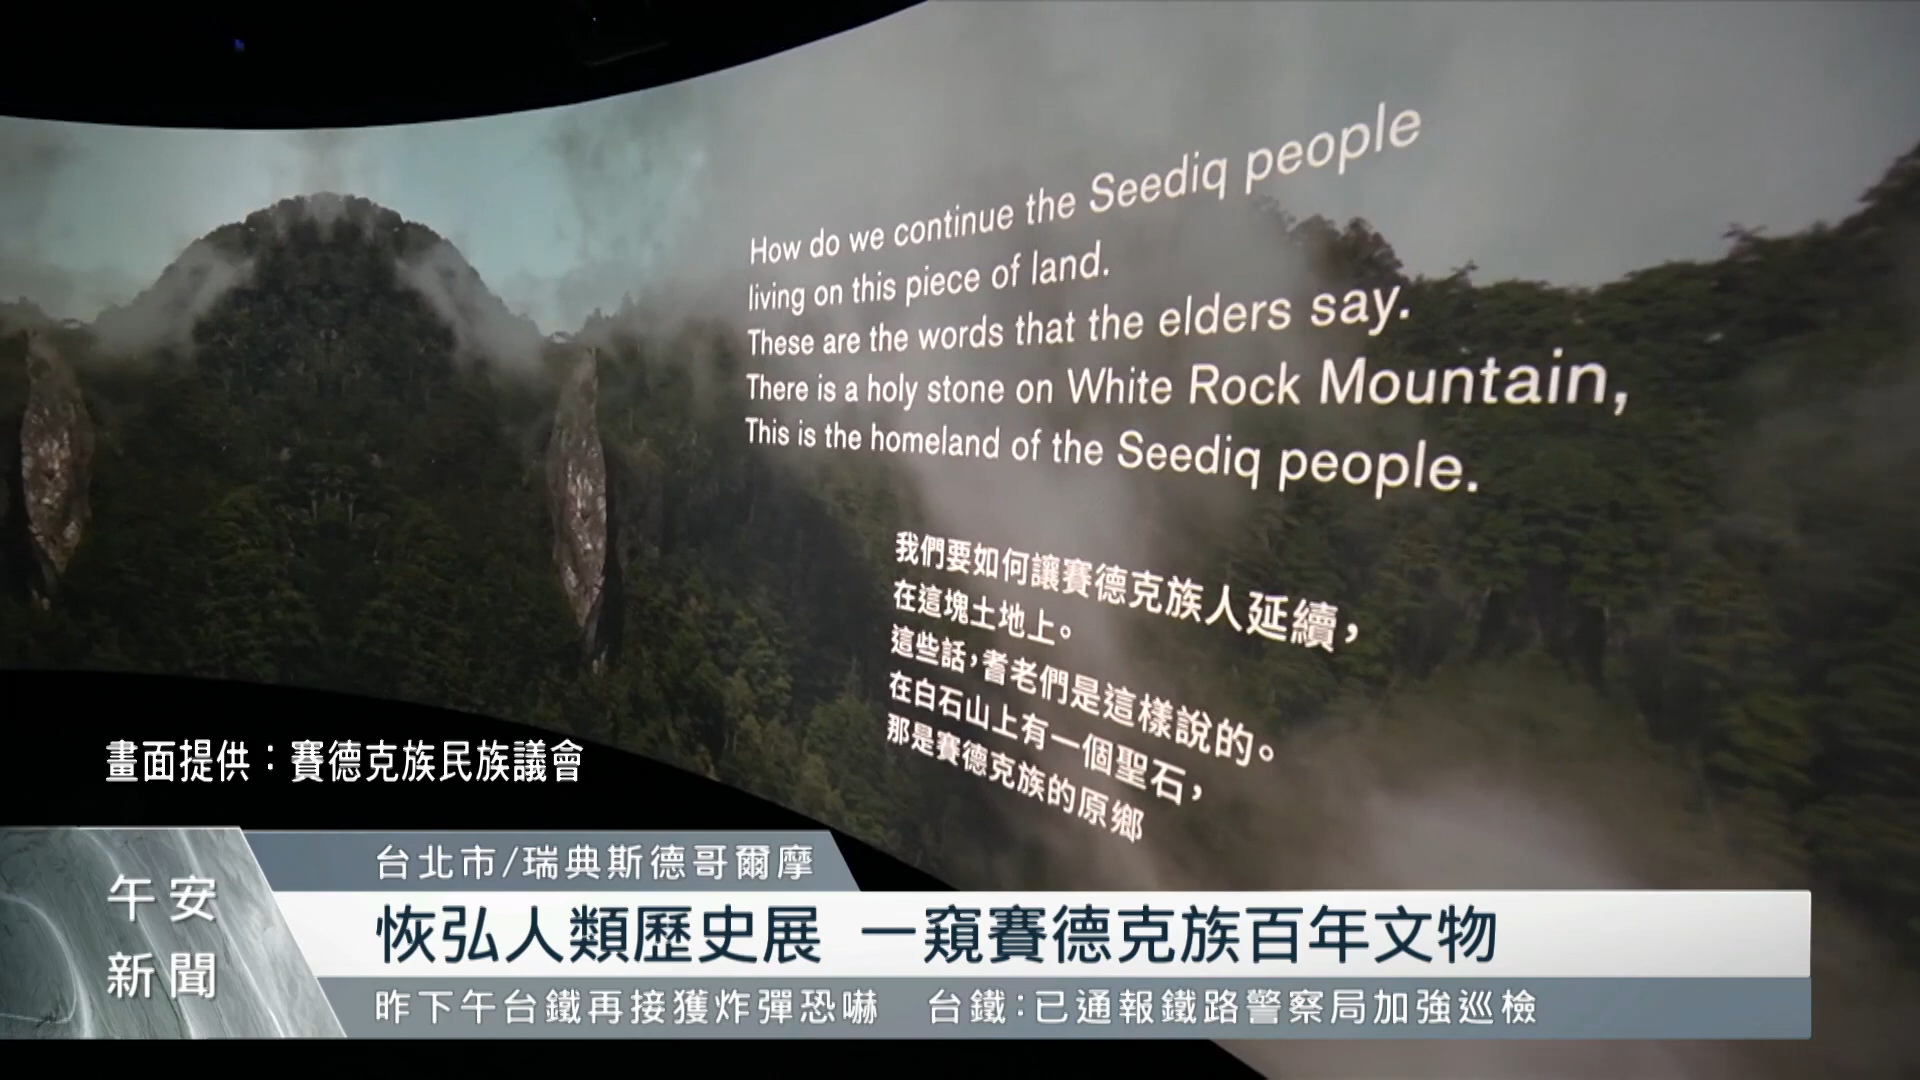 How do we continue the Seediq people
living on this piece of land.
These are the words that the elders say.
There is a holy stone on White Rock Mountain,
This is the homeland of the Seediq people.
我們要如何讓賽德克族人延續，
在這塊土地上。
這些話，耆老們是這樣說的。
在白石山上有一個聖石，
那是賽德克族的原鄉
畫面提供：賽德克族民族議會
台北市/瑞典斯德哥爾摩
午安
新聞
恢弘人類歷史展 一窺賽德克族百年文物
昨下午台鐵再接獲炸彈恐嚇 台鐵：已通報鐵路警察局加強巡檢